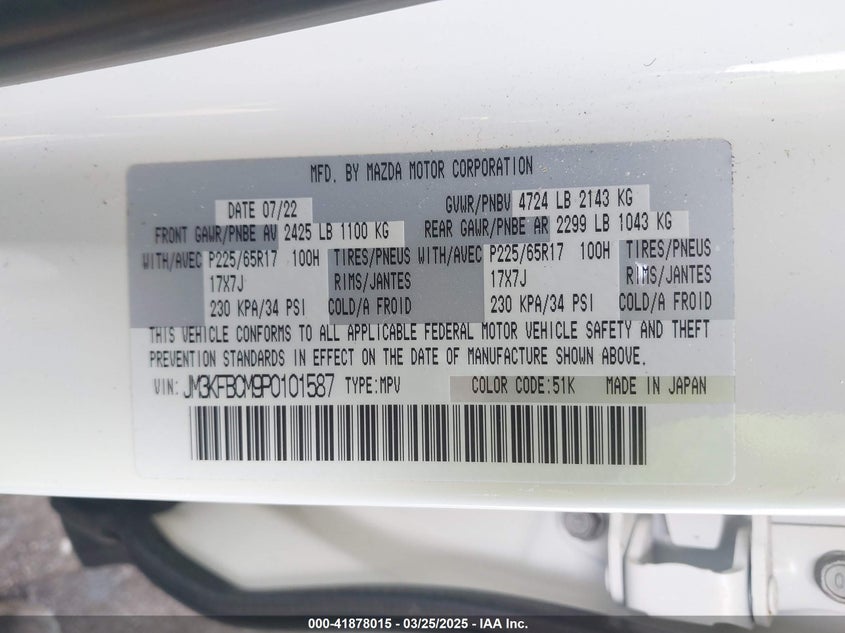 MFD. BY MAZDA MOTOR CORPORATION
DATE 07/22 GVWR/PNBV 4724 LB 2143 KG
FRONT GAWR/PNBE AV 2425 LB 1100 KG REAR GAWR/PNBE AR 2299 LB 1043 KG
WITH/AVEC P225/65R17 100H TIRES/PNEUS WITH/AVEC P225/65R17 100H TIRES/PNEUS
17X7J RIMS/JANTES 17X7J RIMS/JANTES
230 KPA/34 PSI COLD/A FROID 230 KPA/34 PSI COLD/A FROID
THIS VEHICLE CONFORMS TO ALL APPLICABLE FEDERAL MOTOR VEHICLE SAFETY AND THEFT
PREVENTION STANDARDS IN EFFECT ON THE DATE OF MANUFACTURE SHOWN ABOVE.
VIN: JM3KFBCM9P0101587 TYPE:MPV COLOR CODE:51K MADE IN JAPAN
000-41878015 - 03/25/2025 - IAA Inc.